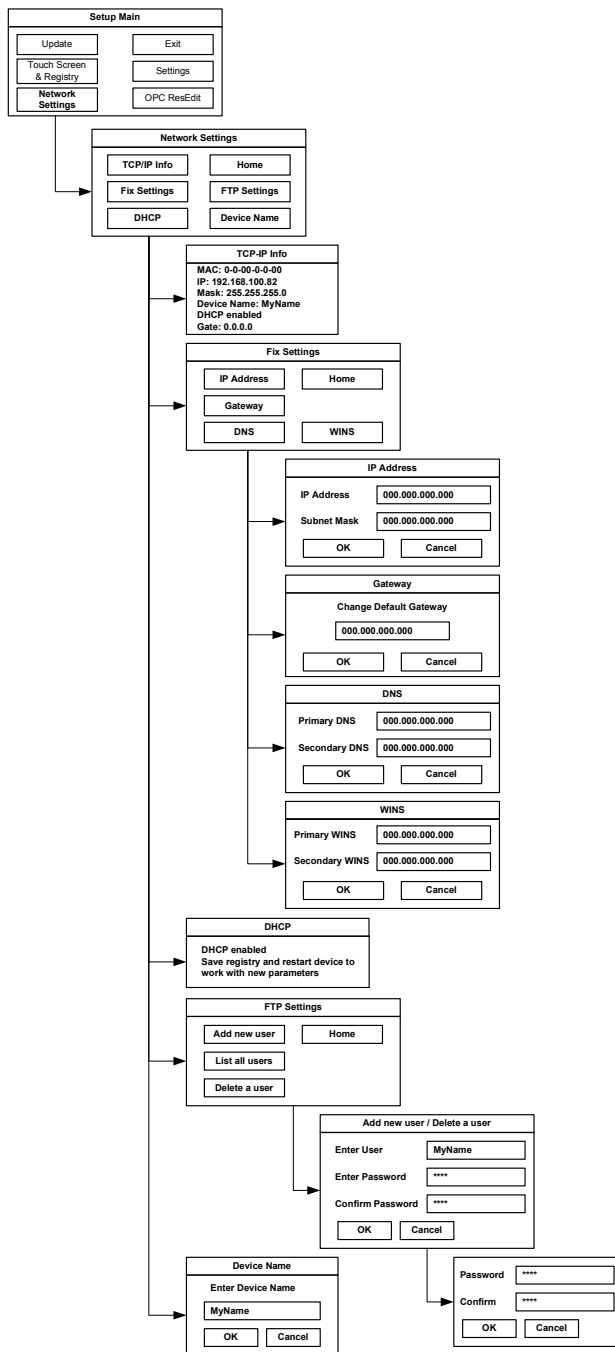 Setup Main
Update
Exit
Touch Screen
& Registry
Settings
Network
Settings
OPC ResEdit
Network Settings
TCP/IP Info
Home
Fix Settings
FTP Settings
DHCP
Device Name
TCP-IP Info
MAC: 0-0-00-0-0-00
IP: 192.168.100.82
Mask: 255.255.255.0
Device Name: MyName
DHCP enabled
Gate: 0.0.0.0
Fix Settings
IP Address
Home
Gateway
DNS
WINS
IP Address
IP Address
000.000.000.000
Subnet Mask
000.000.000.000
OK
Cancel
Gateway
Change Default Gateway
000.000.000.000
OK
Cancel
DNS
Primary DNS
000.000.000.000
Secondary DNS
000.000.000.000
OK
Cancel
WINS
Primary WINS
000.000.000.000
Secondary WINS
000.000.000.000
OK
Cancel
DHCP
DHCP enabled
Save registry and restart device to
work with new parameters
FTP Settings
Add new user
Home
List all users
Delete a user
Add new user / Delete a user
Enter User
MyName
Enter Password
****
Confirm Password
****
OK
Cancel
Password
****
Confirm
****
OK
Cancel
Device Name
Enter Device Name
MyName
OK
Cancel